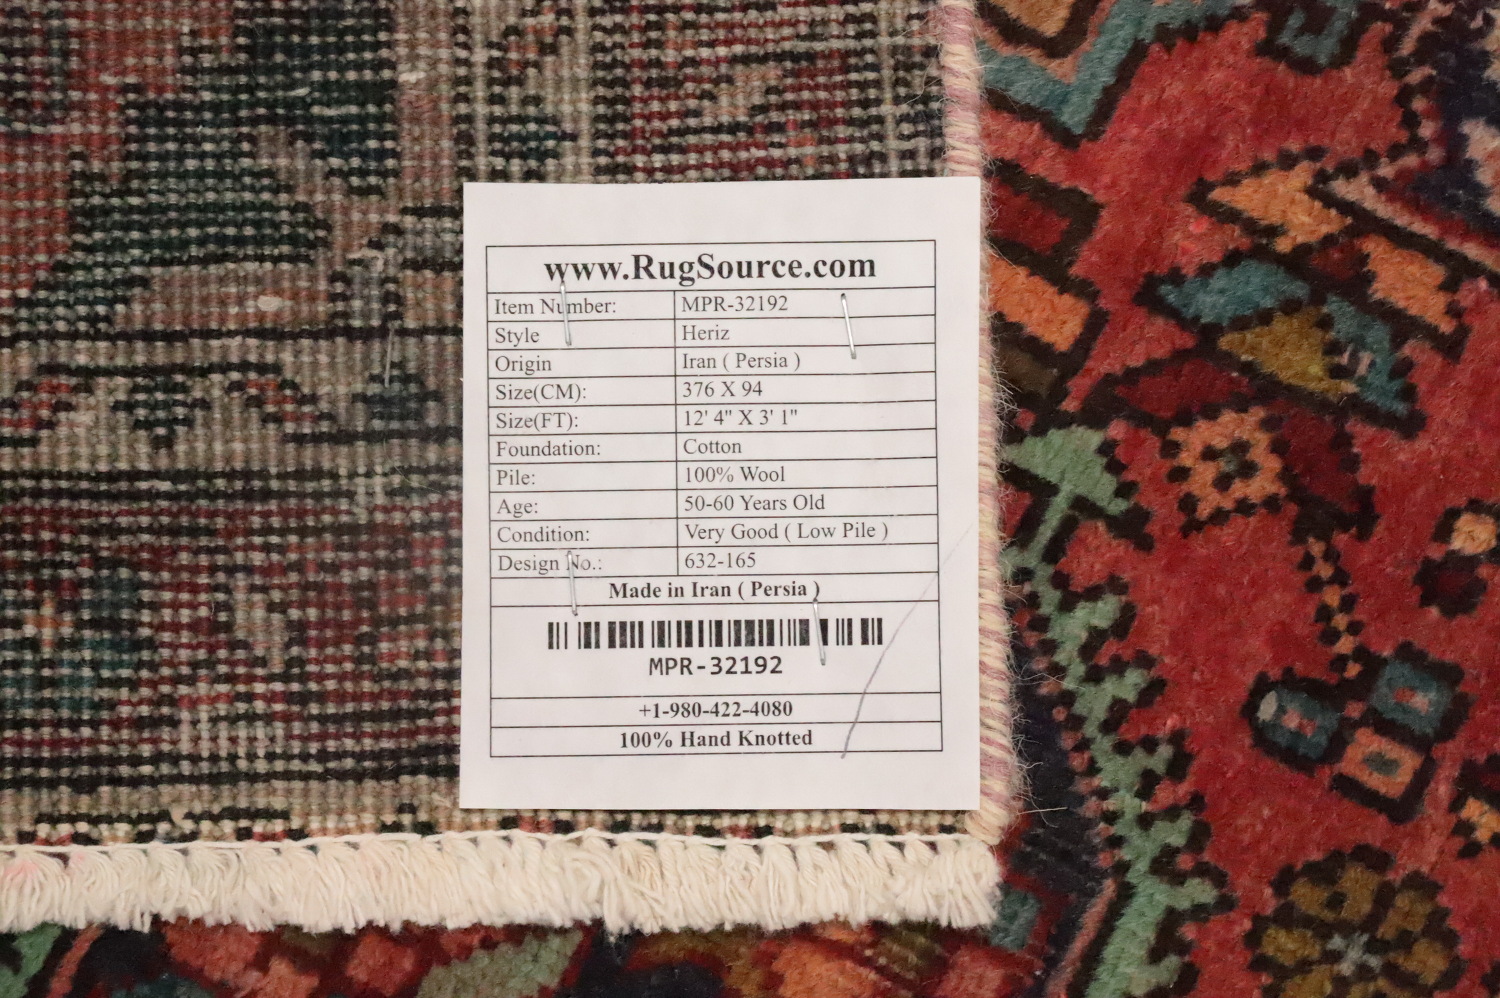 www.RugSource.com
Item Number: MPR-32192
Style Heriz
Origin Iran ( Persia )
Size(CM): 376 X 94
Size(FT): 12' 4" X 3' 1"
Foundation: Cotton
Pile: 100% Wool
Age: 50-60 Years Old
Condition: Very Good ( Low Pile )
Design No.: 632-165
Made in Iran ( Persia )
MPR-32192
+1-980-422-4080
100% Hand Knotted